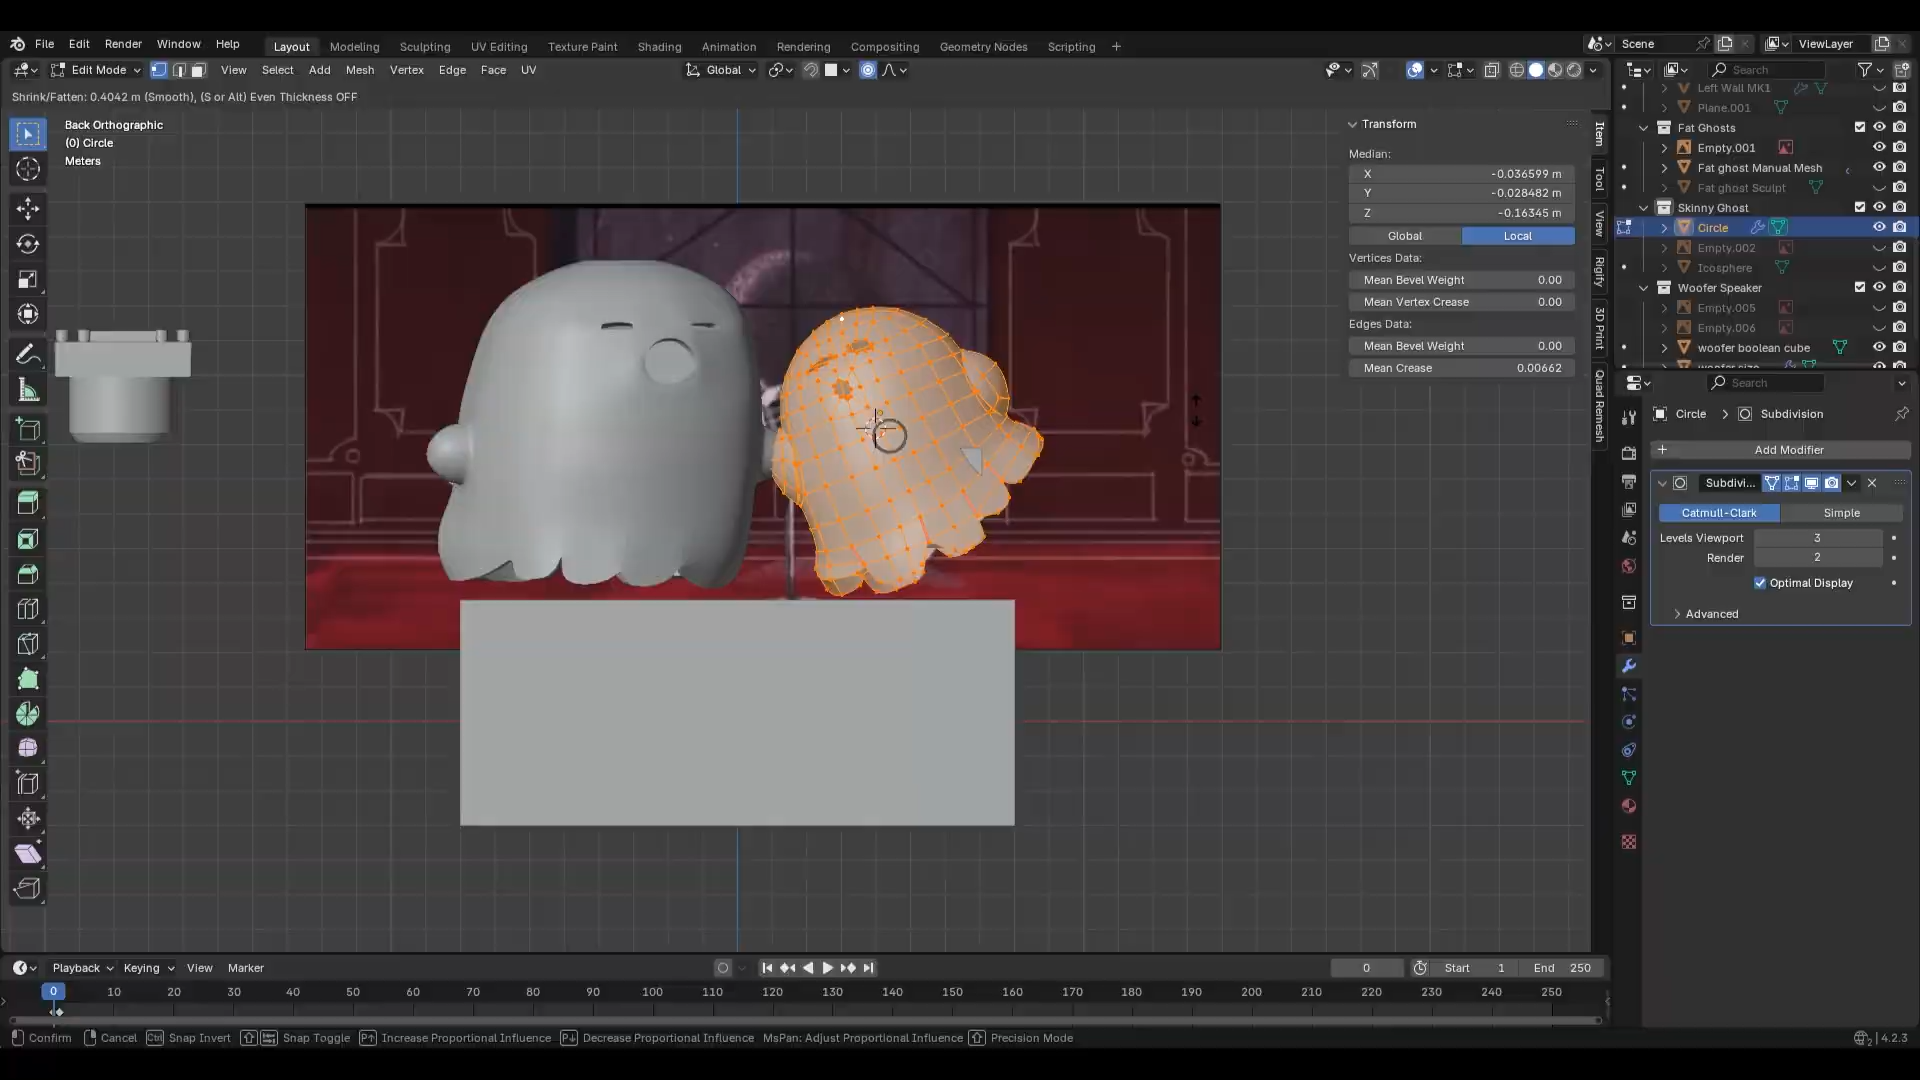 File Edit Render Window Help Layout Modeling Sculpting UV Editing Texture Paint Shading Animation Rendering Compositing Geometry Nodes Scripting + Scene ViewLayer
Edit Mode View Select Add Mesh Vertex Edge Face UV Global Search
Shrink/Fatten: 0.4042 m (Smooth), (S or Alt) Even Thickness OFF
Back Orthographic
(0) Circle
Meters
Transform
Median:
X -0.036599 m
Y -0.028482 m
Z -0.16345 m
Global Local
Vertices Data:
Mean Bevel Weight 0.00
Mean Vertex Crease 0.00
Edges Data:
Mean Bevel Weight 0.00
Mean Crease 0.00662
Item
Tool
View
Rigify
3D Print
Quad Remesh
Left Wall MK1
Plane.001
Fat Ghosts
Empty.001
Fat ghost Manual Mesh
Fat ghost Sculpt
Skinny Ghost
Circle
Empty.002
Icosphere
Woofer Speaker
Empty.005
Empty.006
woofer boolean cube
Search
Circle > Subdivision
+ Add Modifier
Subdivi...
Catmull-Clark Simple
Levels Viewport 3
Render 2
Optimal Display
Advanced
Playback Keying View Marker 0 Start 1 End 250
0 10 20 30 40 50 60 70 80 90 100 110 120 130 140 150 160 170 180 190 200 210 220 230 240 250
Confirm Cancel Ctrl Snap Invert Snap Toggle Increase Proportional Influence Decrease Proportional Influence MsPan: Adjust Proportional Influence Precision Mode 4.2.3